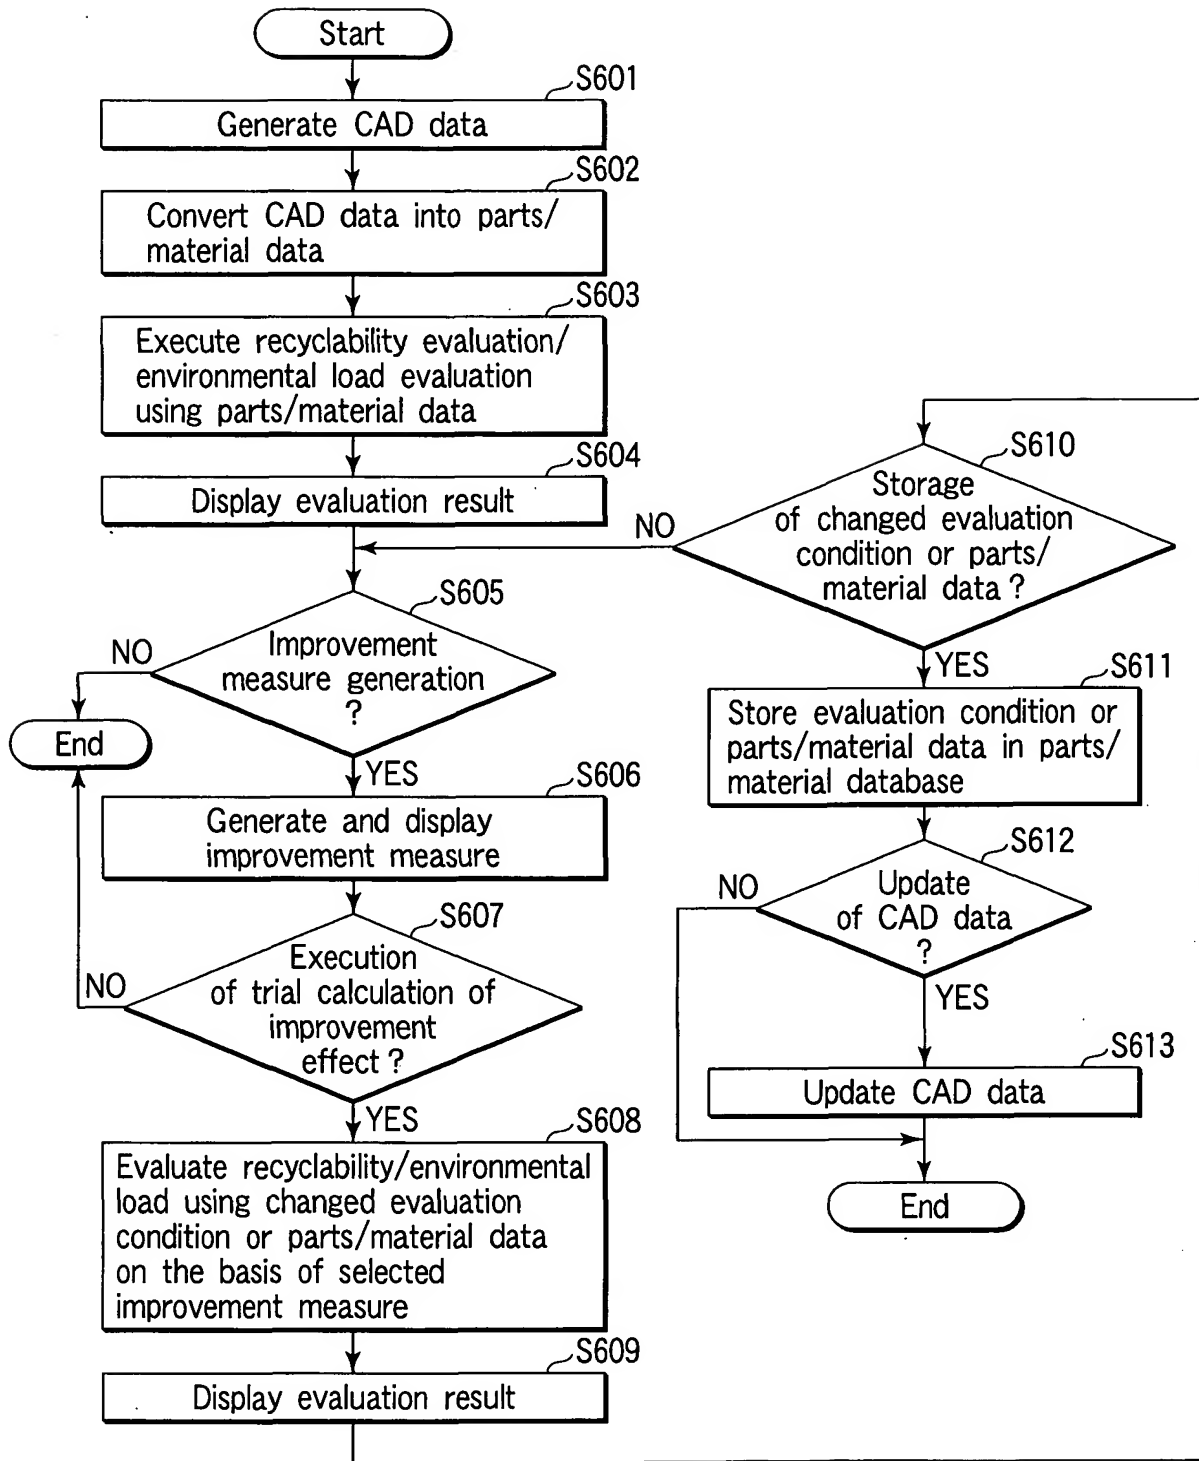 Start
S601
Generate CAD data
S602
Convert CAD data into parts/
material data
S603
Execute recyclability evaluation/
environmental load evaluation
using parts/material data
S604
Display evaluation result
S605
Improvement
measure generation
?
NO
End
YES
S606
Generate and display
improvement measure
S607
Execution
of trial calculation of
improvement
effect ?
NO
YES
S608
Evaluate recyclability/environmental
load using changed evaluation
condition or parts/material data
on the basis of selected
improvement measure
S609
Display evaluation result
S610
Storage
of changed evaluation
condition or parts/
material data ?
NO
YES
S611
Store evaluation condition or
parts/material data in parts/
material database
S612
Update
of CAD data
?
NO
YES
S613
Update CAD data
End